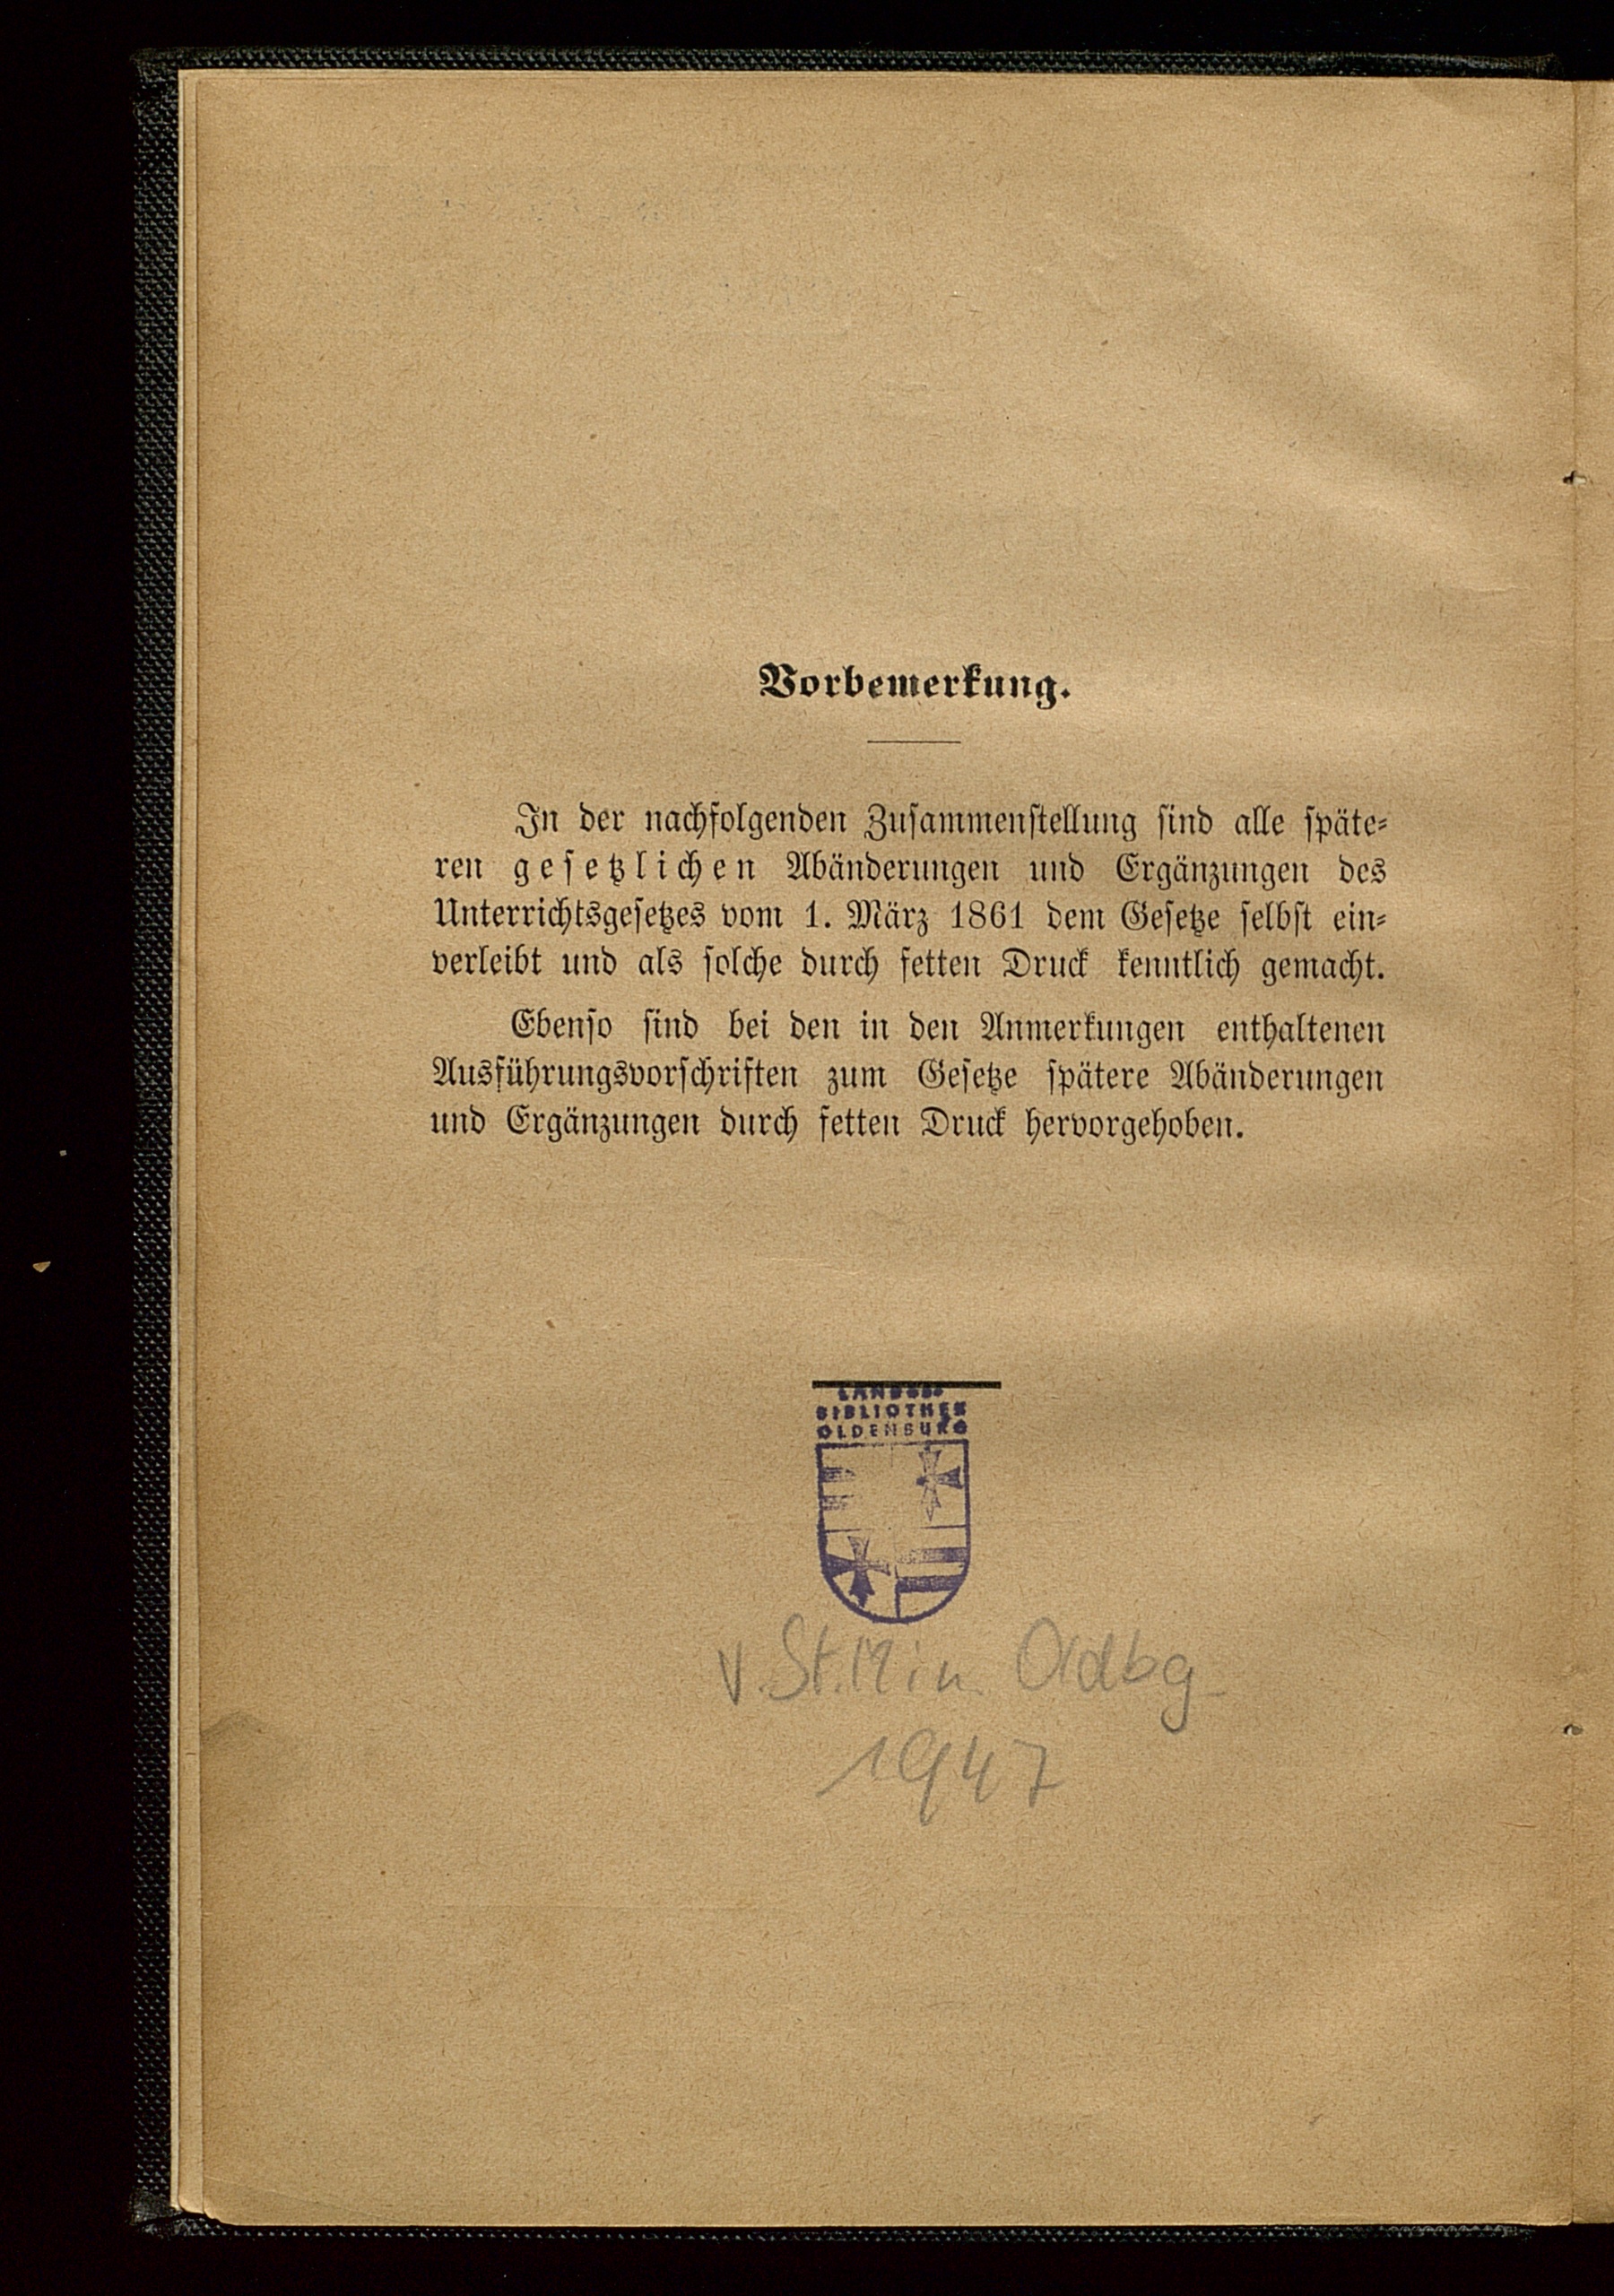 Vorbemerkung.
In der nachfolgenden Zusammenstellung sind alle späte-
ren gesetzlichen Abänderungen und Ergänzungen des
Unterrichtsgesetzes vom 1. März 1861 dem Gesetze selbst ein-
verleibt und als solche durch fetten Druck kenntlich gemacht.
Ebenso sind bei den in den Anmerkungen enthaltenen
Ausführungsvorschriften zum Gesetze spätere Abänderungen
und Ergänzungen durch fetten Druck hervorgehoben.
LANDES-
BIBLIOTHEK
OLDENBURG
v. St. Min. Oldbg
1947